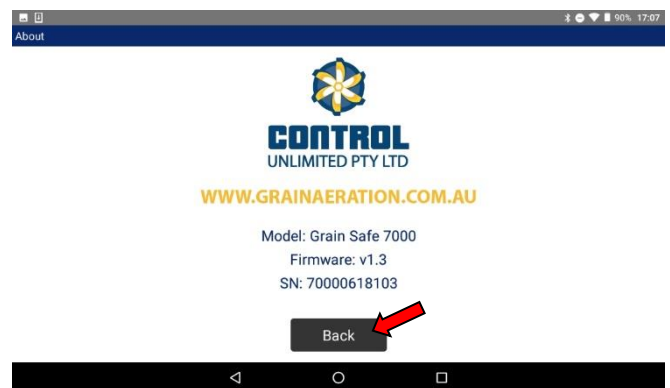 90% 17:07
About
CONTROL
UNLIMITED PTY LTD
WWW.GRAINAERATION.COM.AU
Model: Grain Safe 7000
Firmware: v1.3
SN: 70000618103
Back